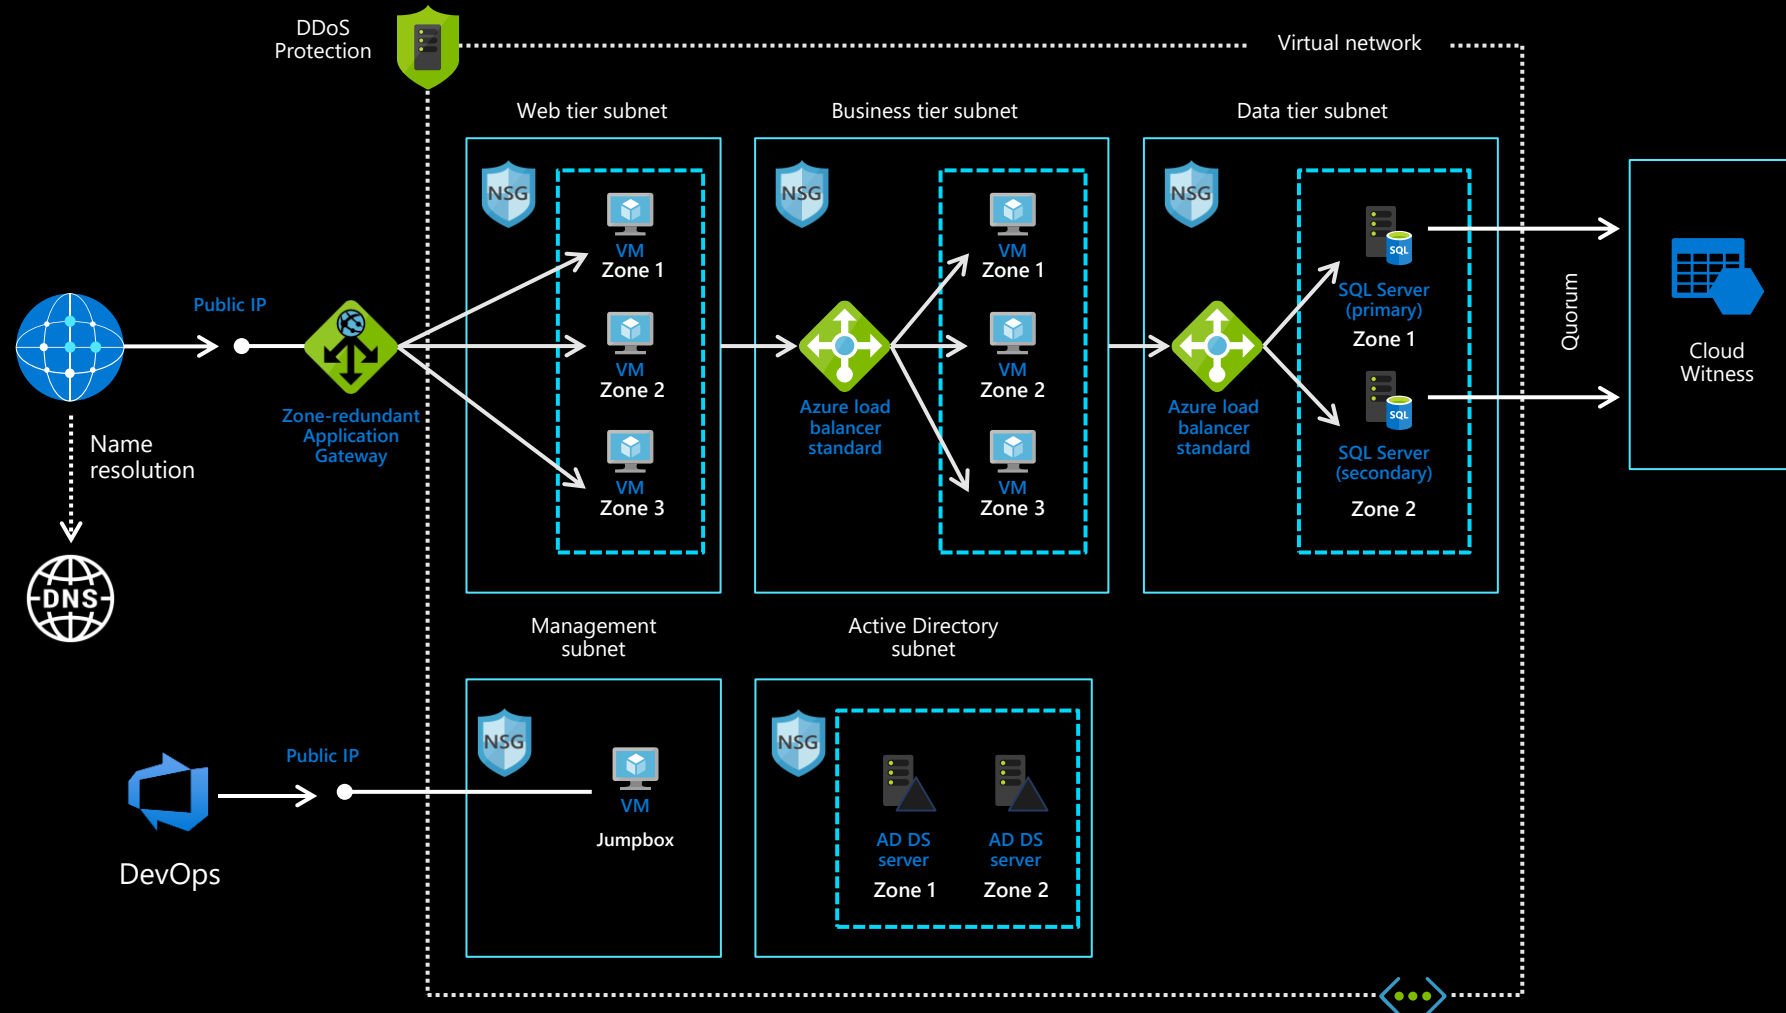 DDoS
Protection
Virtual network
Web tier subnet
Business tier subnet
Data tier subnet
NSG
VM
Zone 1
VM
Zone 2
VM
Zone 3
NSG
VM
Zone 1
VM
Zone 2
VM
Zone 3
NSG
SQL
SQL Server
(primary)
Zone 1
SQL
SQL Server
(secondary)
Zone 2
Public IP
Zone-redundant
Application
Gateway
Azure load
balancer
standard
Azure load
balancer
standard
Quorum
Cloud
Witness
Name
resolution
DNS
Management
subnet
Active Directory
subnet
NSG
VM
Jumpbox
NSG
AD DS
server
Zone 1
AD DS
server
Zone 2
Public IP
DevOps